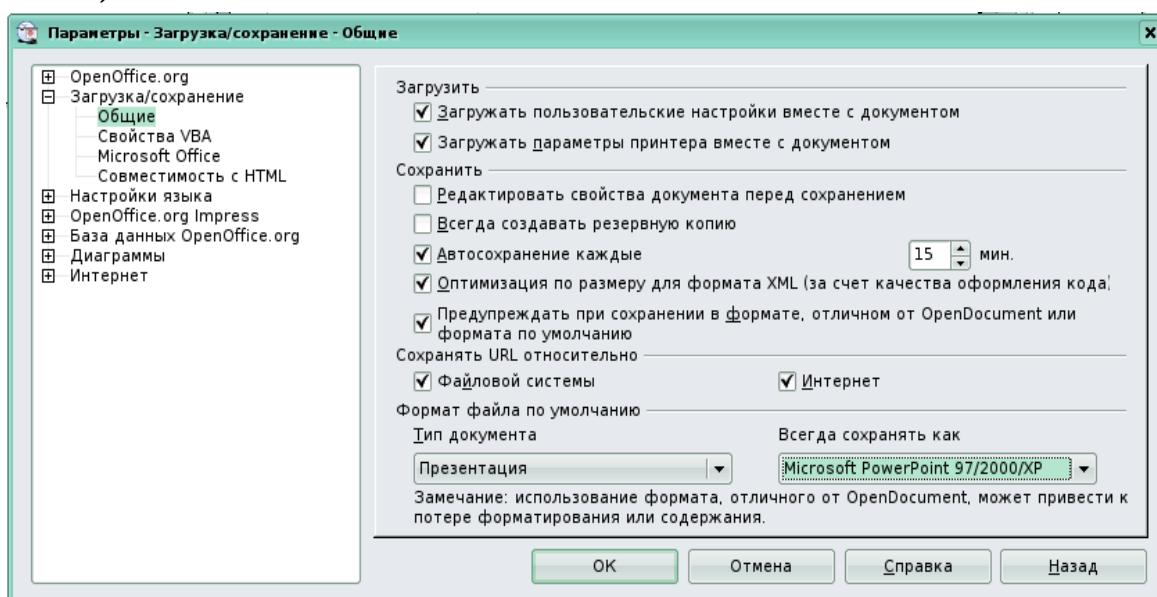 Параметры - Загрузка/сохранение - Общие
OpenOffice.org
Загрузка/сохранение
Общие
Свойства VBA
Microsoft Office
Совместимость с HTML
Настройки языка
OpenOffice.org Impress
База данных OpenOffice.org
Диаграммы
Интернет
Загрузить
Загружать пользовательские настройки вместе с документом
Загружать параметры принтера вместе с документом
Сохранить
Редактировать свойства документа перед сохранением
Всегда создавать резервную копию
Автосохранение каждые 15 мин.
Оптимизация по размеру для формата XML (за счет качества оформления кода)
Предупреждать при сохранении в формате, отличном от OpenDocument или
формата по умолчанию
Сохранять URL относительно
Файловой системы Интернет
Формат файла по умолчанию
Тип документа Всегда сохранять как
Презентация Microsoft PowerPoint 97/2000/XP
Замечание: использование формата, отличного от OpenDocument, может привести к
потере форматирования или содержания.
OK Отмена Справка Назад